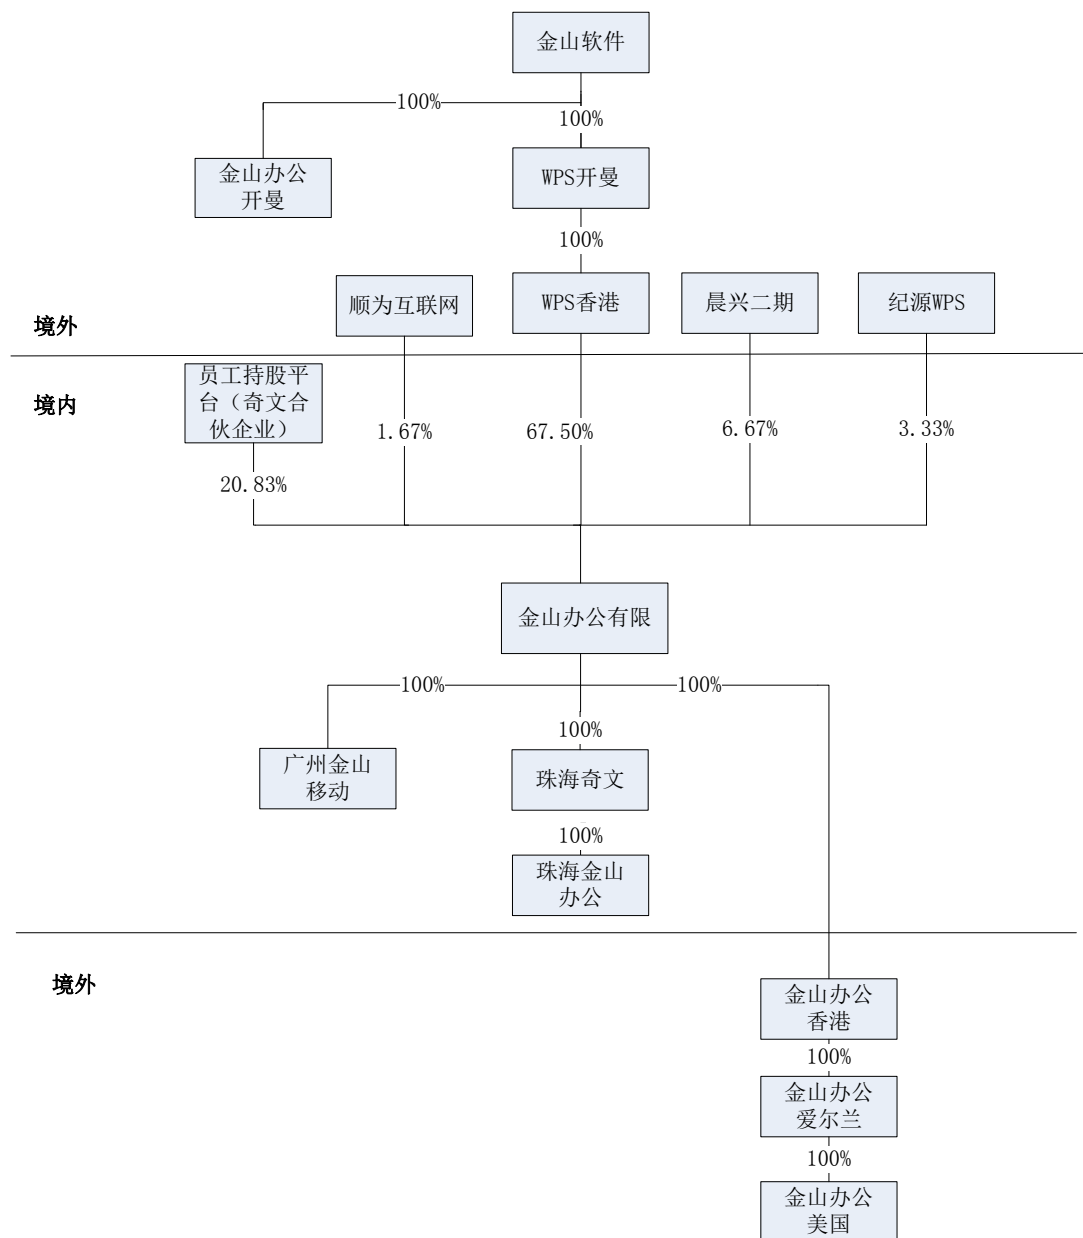 金山软件
100%
100%
金山办公
开曼
WPS开曼
100%
顺为互联网
WPS香港
晨兴二期
纪源WPS
境外
员工持股平
台（奇文合
伙企业）
境内
1.67%
67.50%
6.67%
3.33%
20.83%
金山办公有限
100%
100%
100%
广州金山
移动
珠海奇文
100%
珠海金山
办公
境外
金山办公
香港
100%
金山办公
爱尔兰
100%
金山办公
美国